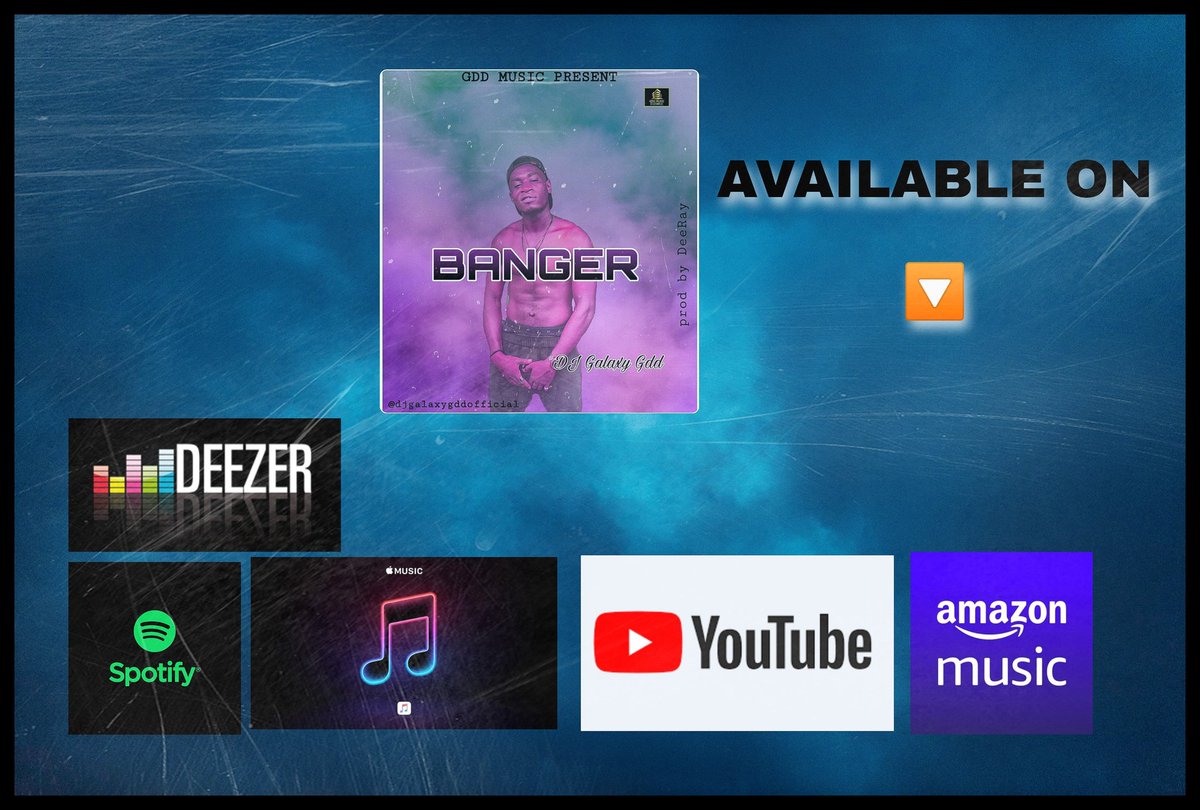 GDD MUSIC PRESENT
BANGER
prod by DeeRay
DJ Galaxy Gdd
@djgalaxygddofficial
AVAILABLE ON
DEEZER
Spotify
MUSIC
YouTube
amazon
music